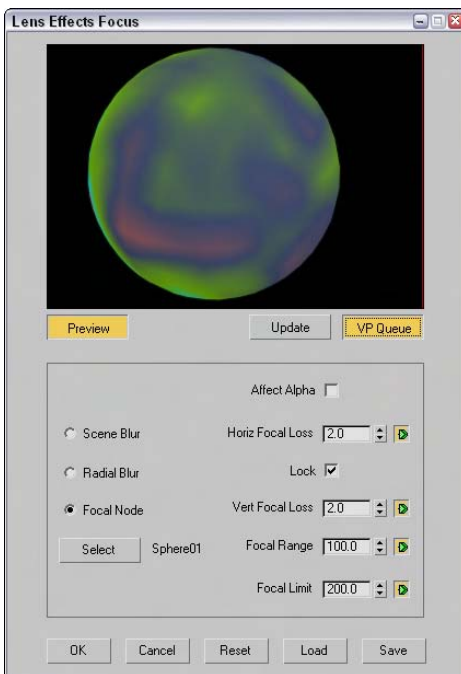 Lens Effects Focus
Preview Update VP Queue
Affect Alpha
Scene Blur Horiz Focal Loss 2.0
Radial Blur Lock
Focal Node Vert Focal Loss 2.0
Select Sphere01 Focal Range 100.0
Focal Limit 200.0
OK Cancel Reset Load Save